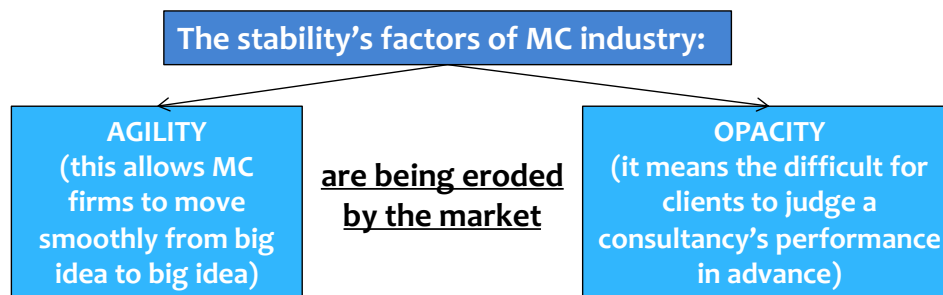 The stability’s factors of MC industry:
AGILITY
(this allows MC
firms to move
smoothly from big
idea to big idea)
are being eroded
by the market
OPACITY
(it means the difficult for
clients to judge a
consultancy’s performance
in advance)